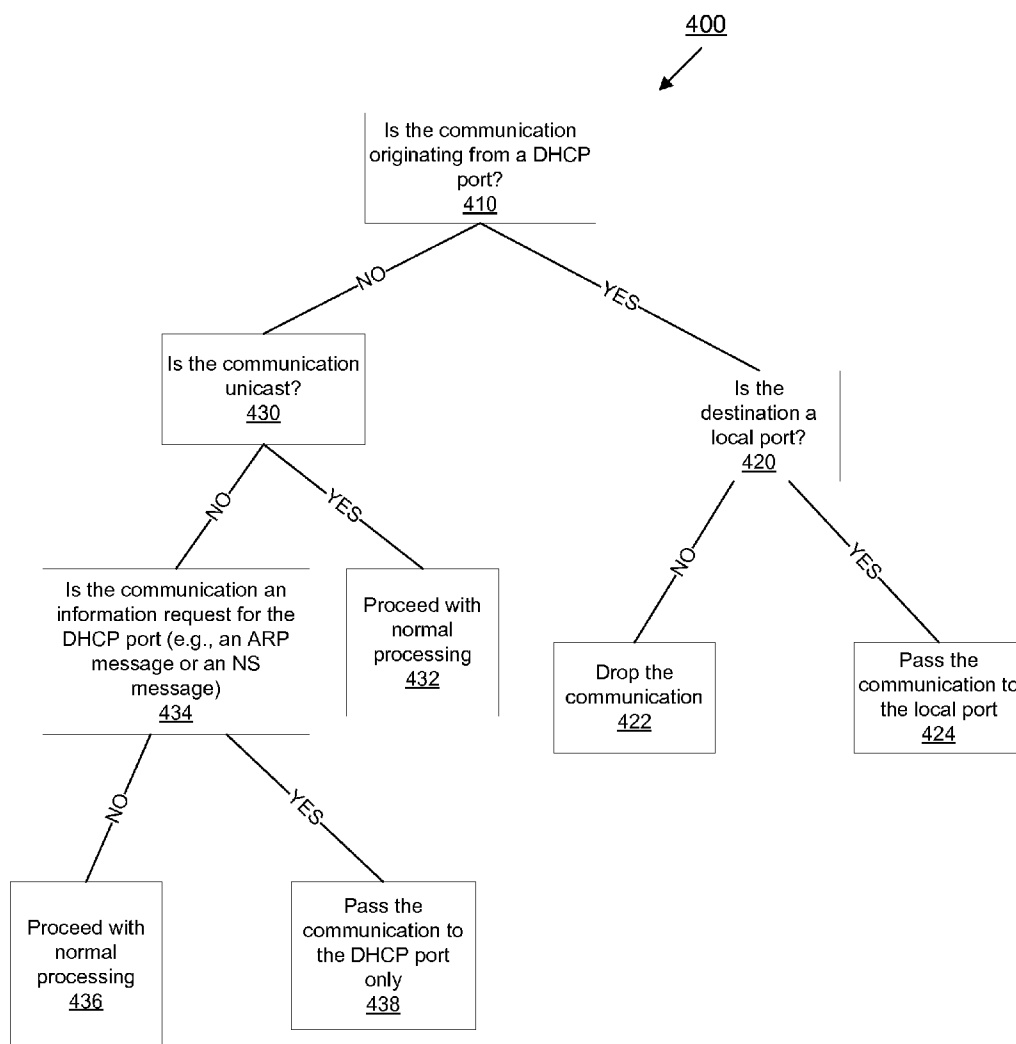 400
Is the communication
originating from a DHCP
port?
410
NO
YES
Is the communication
unicast?
430
Is the
destination a
local port?
420
NO
YES
NO
YES
Is the communication an
information request for the
DHCP port (e.g., an ARP
message or an NS
message)
434
Proceed with
normal
processing
432
Drop the
communication
422
Pass the
communication to
the local port
424
NO
YES
Proceed with
normal
processing
436
Pass the
communication to
the DHCP port
only
438